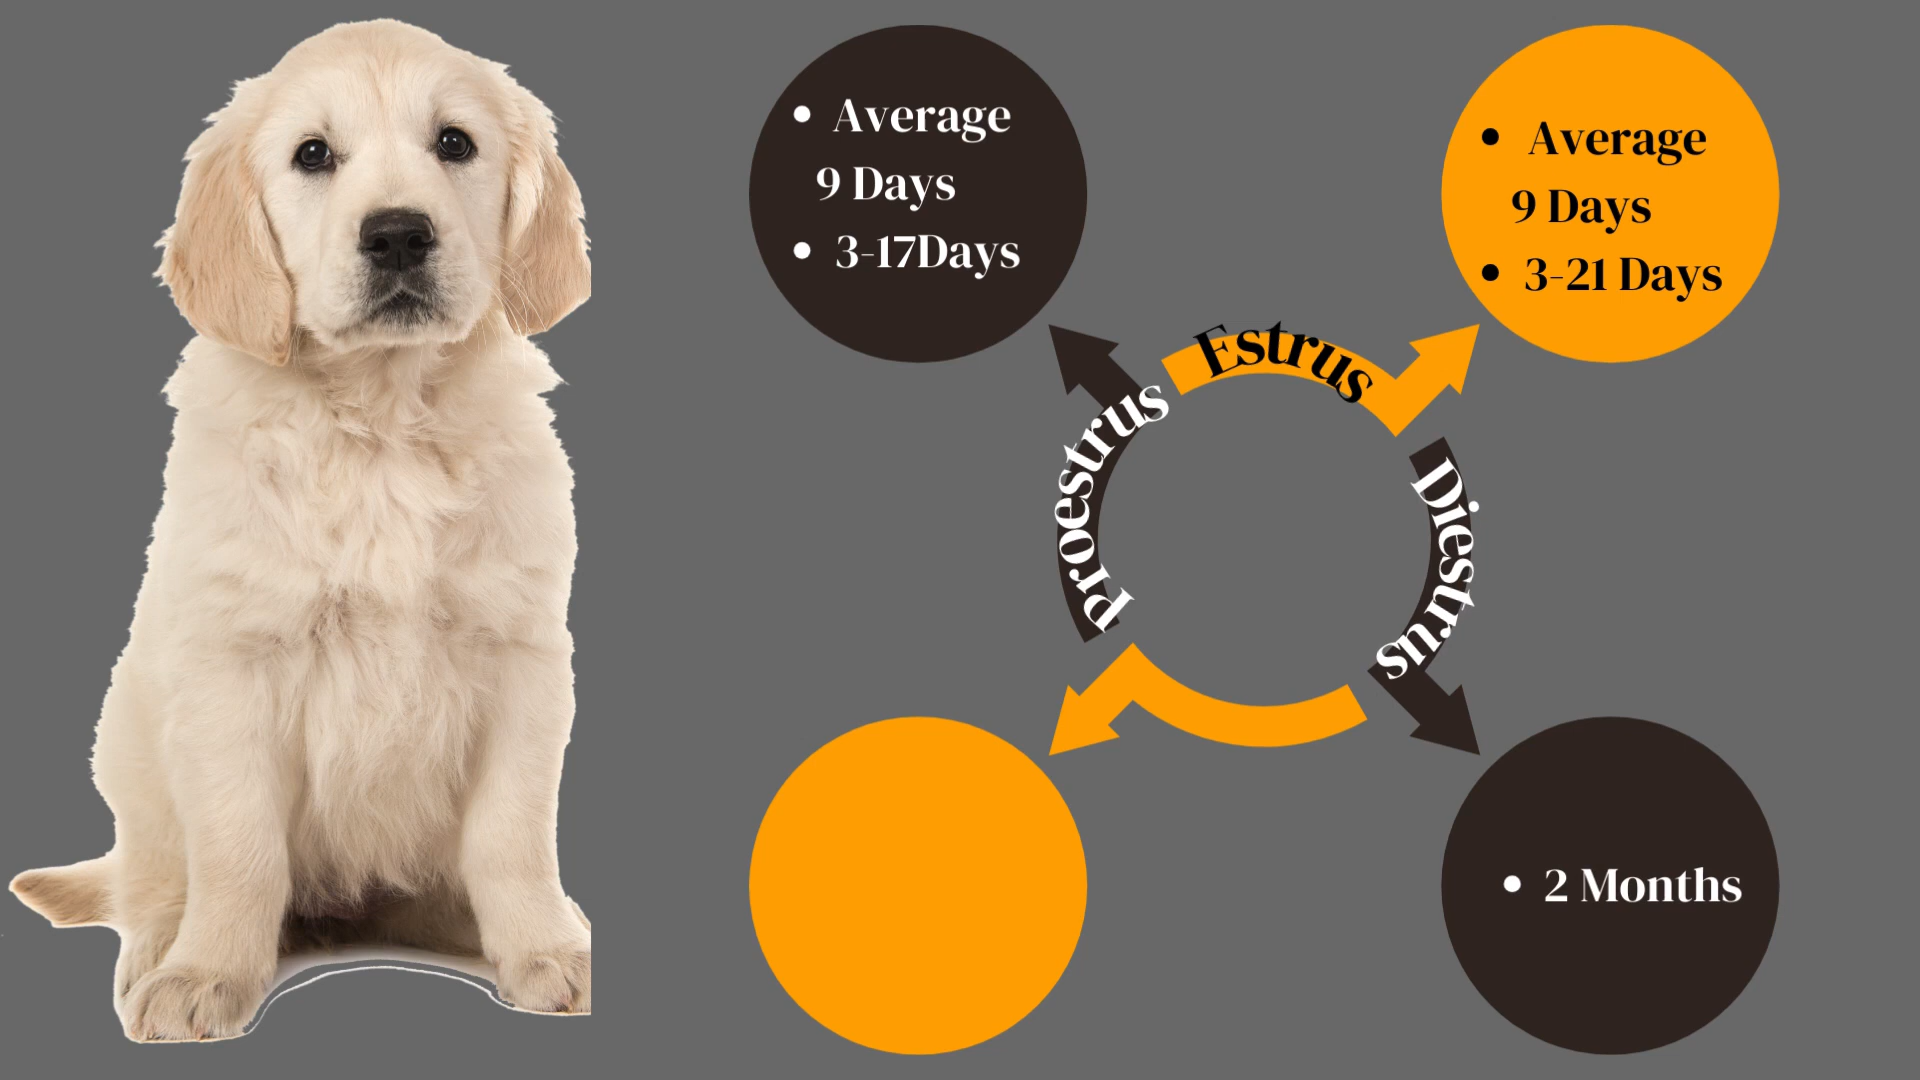 • Average
9 Days
• 3-17Days
• Average
9 Days
• 3-21 Days
Estrus
Proestrus
Diestrus
• 2 Months